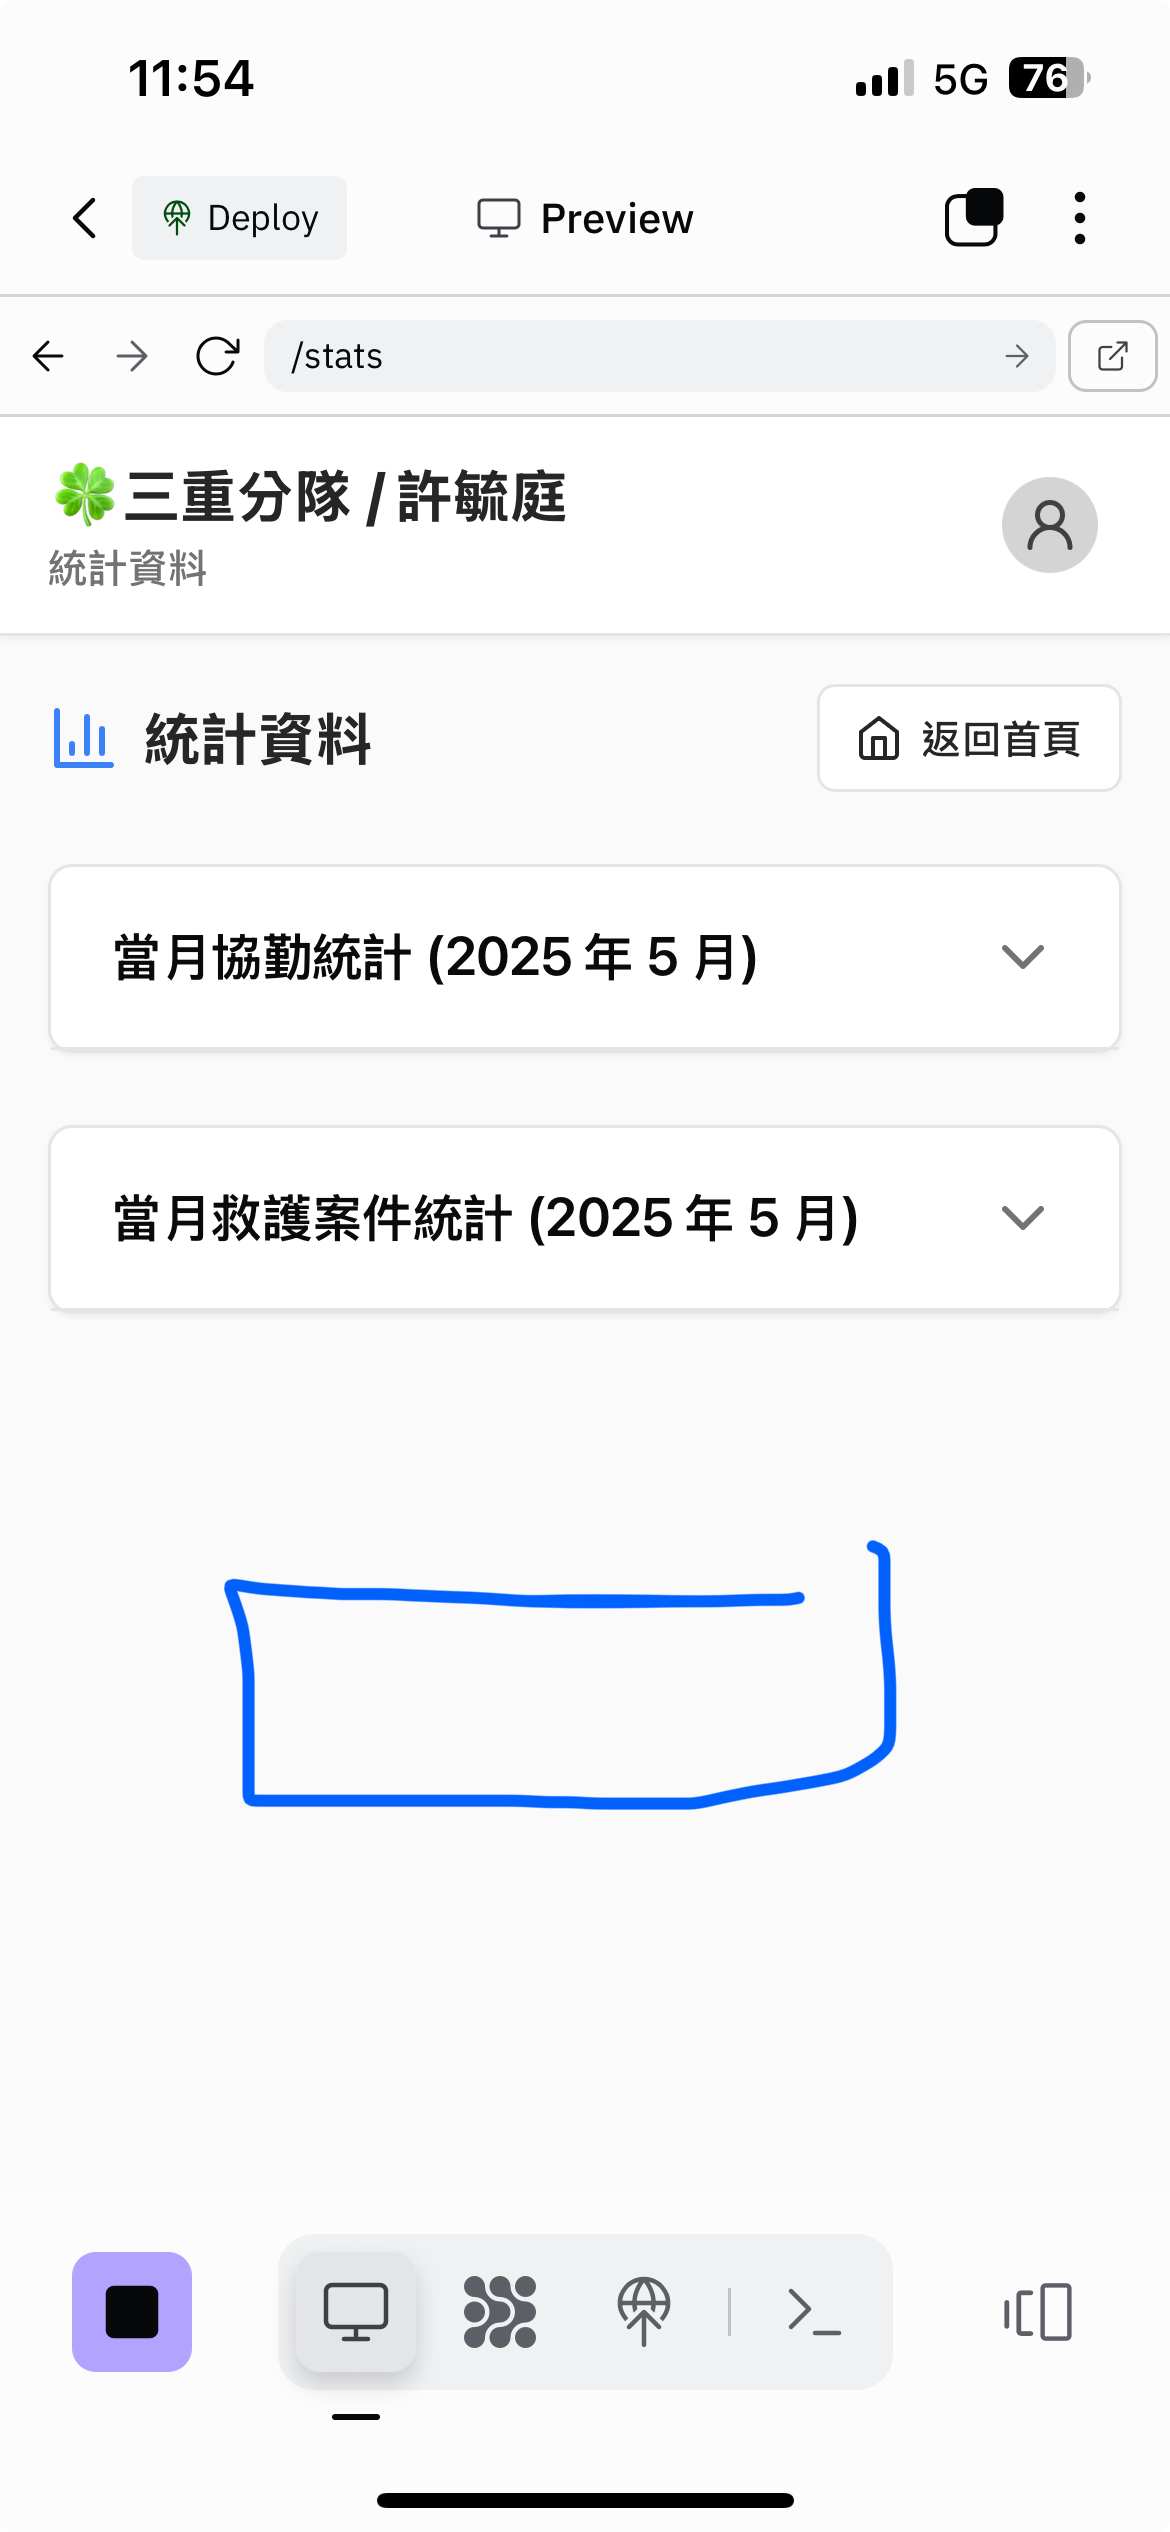 11:54
5G 76
Deploy
Preview
/stats
🍀三重分隊 / 許毓庭
統計資料
統計資料
返回首頁
當月協勤統計 (2025 年 5 月)
當月救護案件統計 (2025 年 5 月)